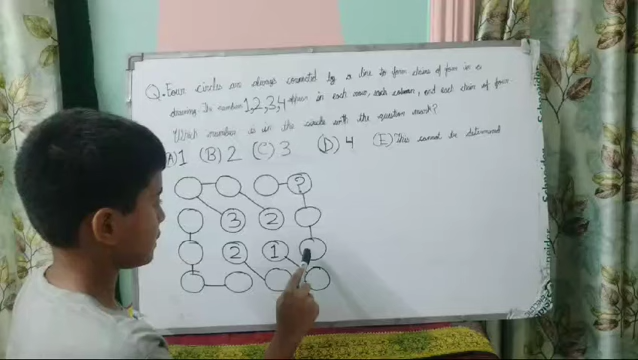 Q. Four circles are always connected by a line to form chains of four in a
drawing. The numbers 1,2,3,4 appear in each row, each column, and each chain of four.
Which number is in the circle with the question mark?
(A) 1 (B) 2 (C) 3 (D) 4 (E) This cannot be determined
?
3 2
2 1